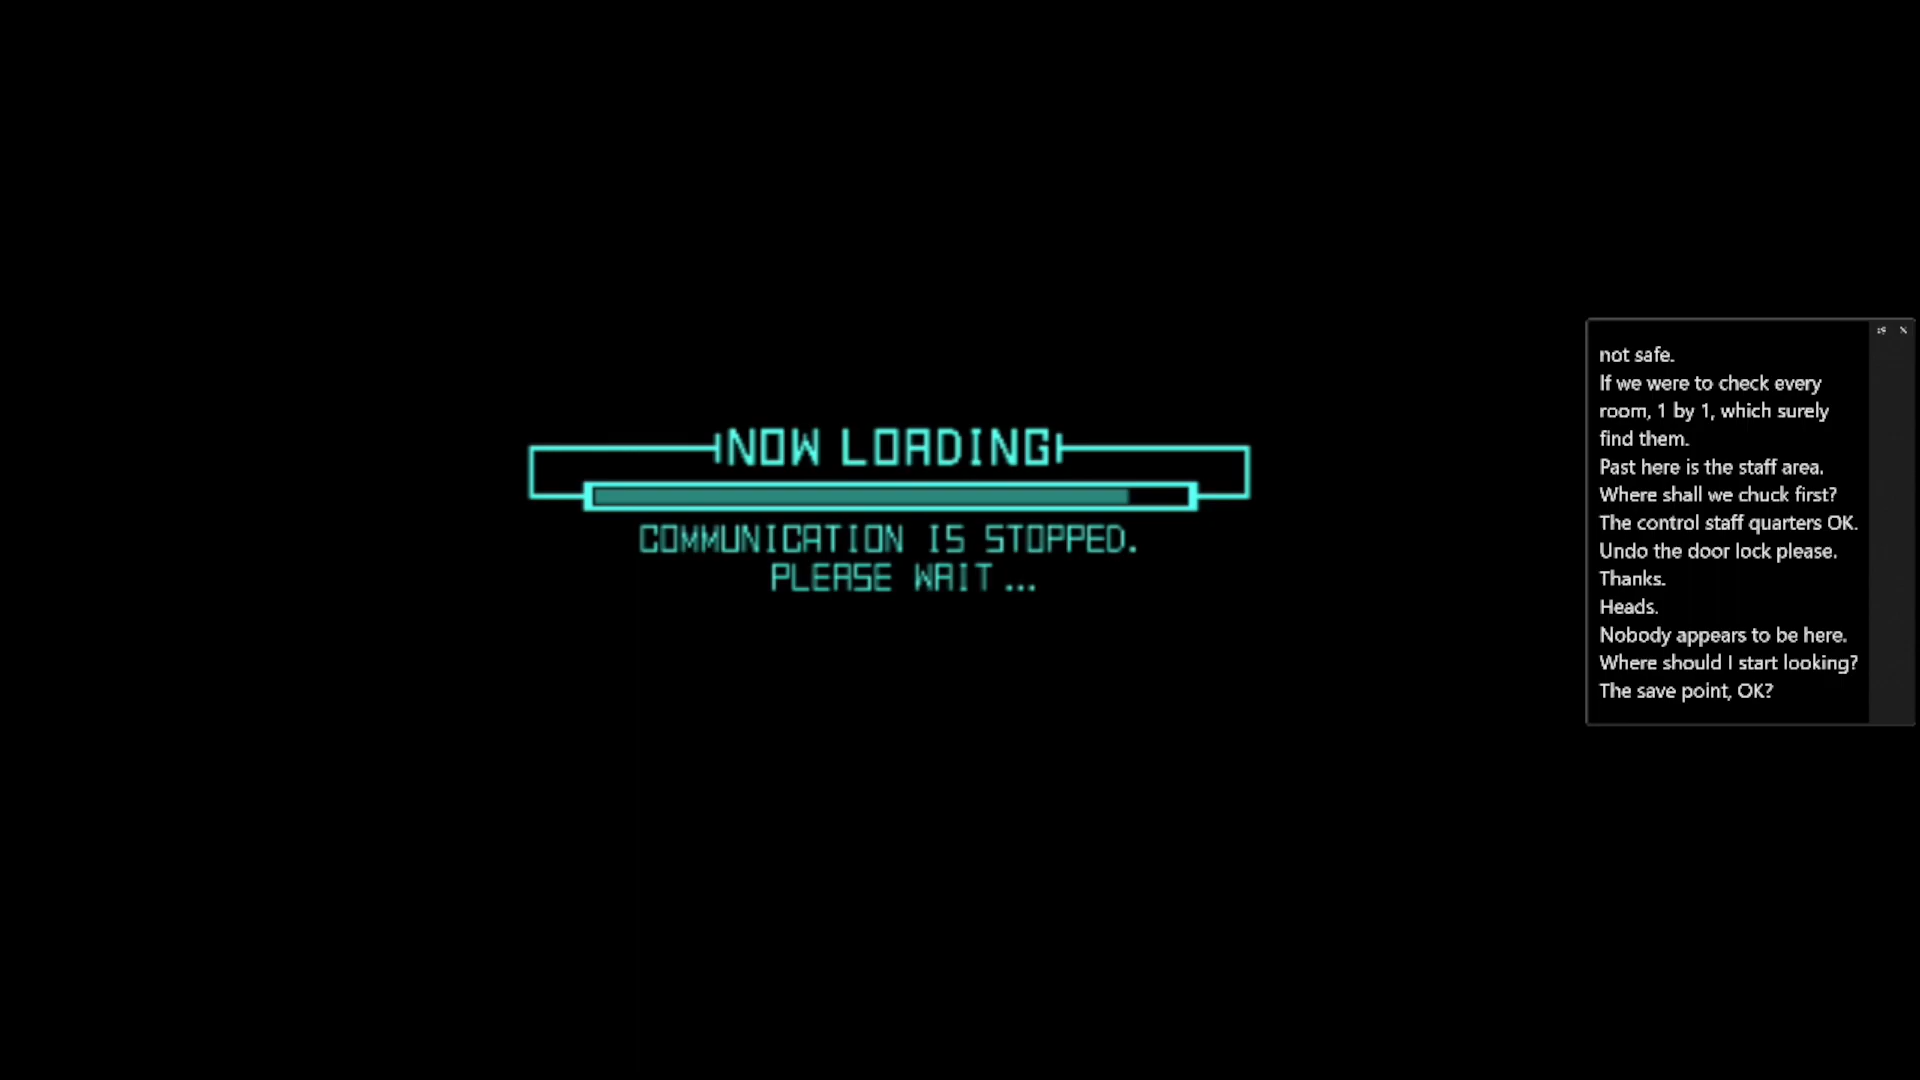 NOW LOADING
COMMUNICATION IS STOPPED.
PLEASE WAIT...
not safe.
If we were to check every
room, 1 by 1, which surely
find them.
Past here is the staff area.
Where shall we chuck first?
The control staff quarters OK.
Undo the door lock please.
Thanks.
Heads.
Nobody appears to be here.
Where should I start looking?
The save point, OK?